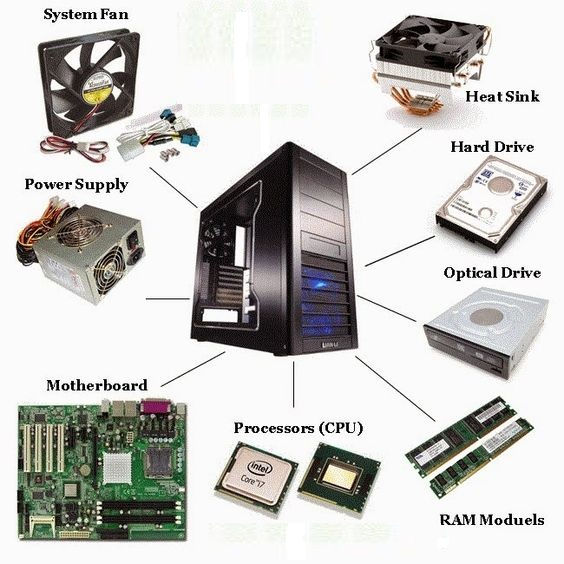 System Fan
Heat Sink
Hard Drive
Power Supply
Optical Drive
Motherboard
Processors (CPU)
intel
Core i7
RAM Moduels